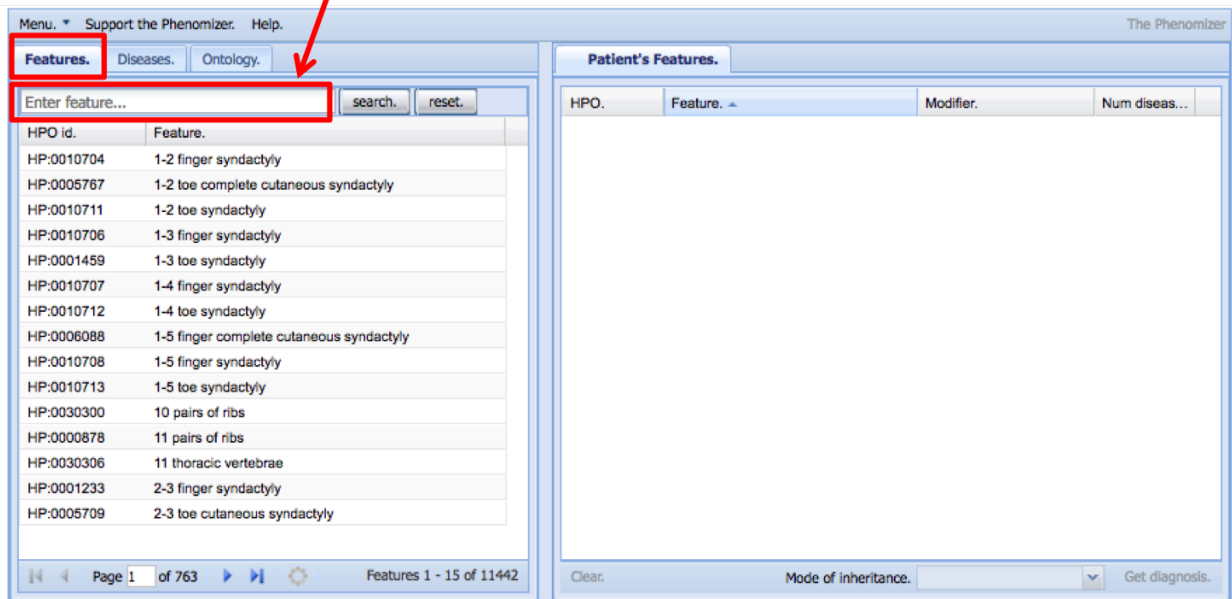 Menu. Support the Phenomizer. Help. The Phenomizer
Features. Diseases. Ontology.
Enter feature... search. reset.
HPO id. Feature.
HP:0010704 1-2 finger syndactyly
HP:0005767 1-2 toe complete cutaneous syndactyly
HP:0010711 1-2 toe syndactyly
HP:0010706 1-3 finger syndactyly
HP:0001459 1-3 toe syndactyly
HP:0010707 1-4 finger syndactyly
HP:0010712 1-4 toe syndactyly
HP:0006088 1-5 finger complete cutaneous syndactyly
HP:0010708 1-5 finger syndactyly
HP:0010713 1-5 toe syndactyly
HP:0030300 10 pairs of ribs
HP:0000878 11 pairs of ribs
HP:0030306 11 thoracic vertebrae
HP:0001233 2-3 finger syndactyly
HP:0005709 2-3 toe cutaneous syndactyly
Page 1 of 763 Features 1 - 15 of 11442
Patient's Features.
HPO. Feature. Modifier. Num diseas...
Clear. Mode of inheritance. Get diagnosis.